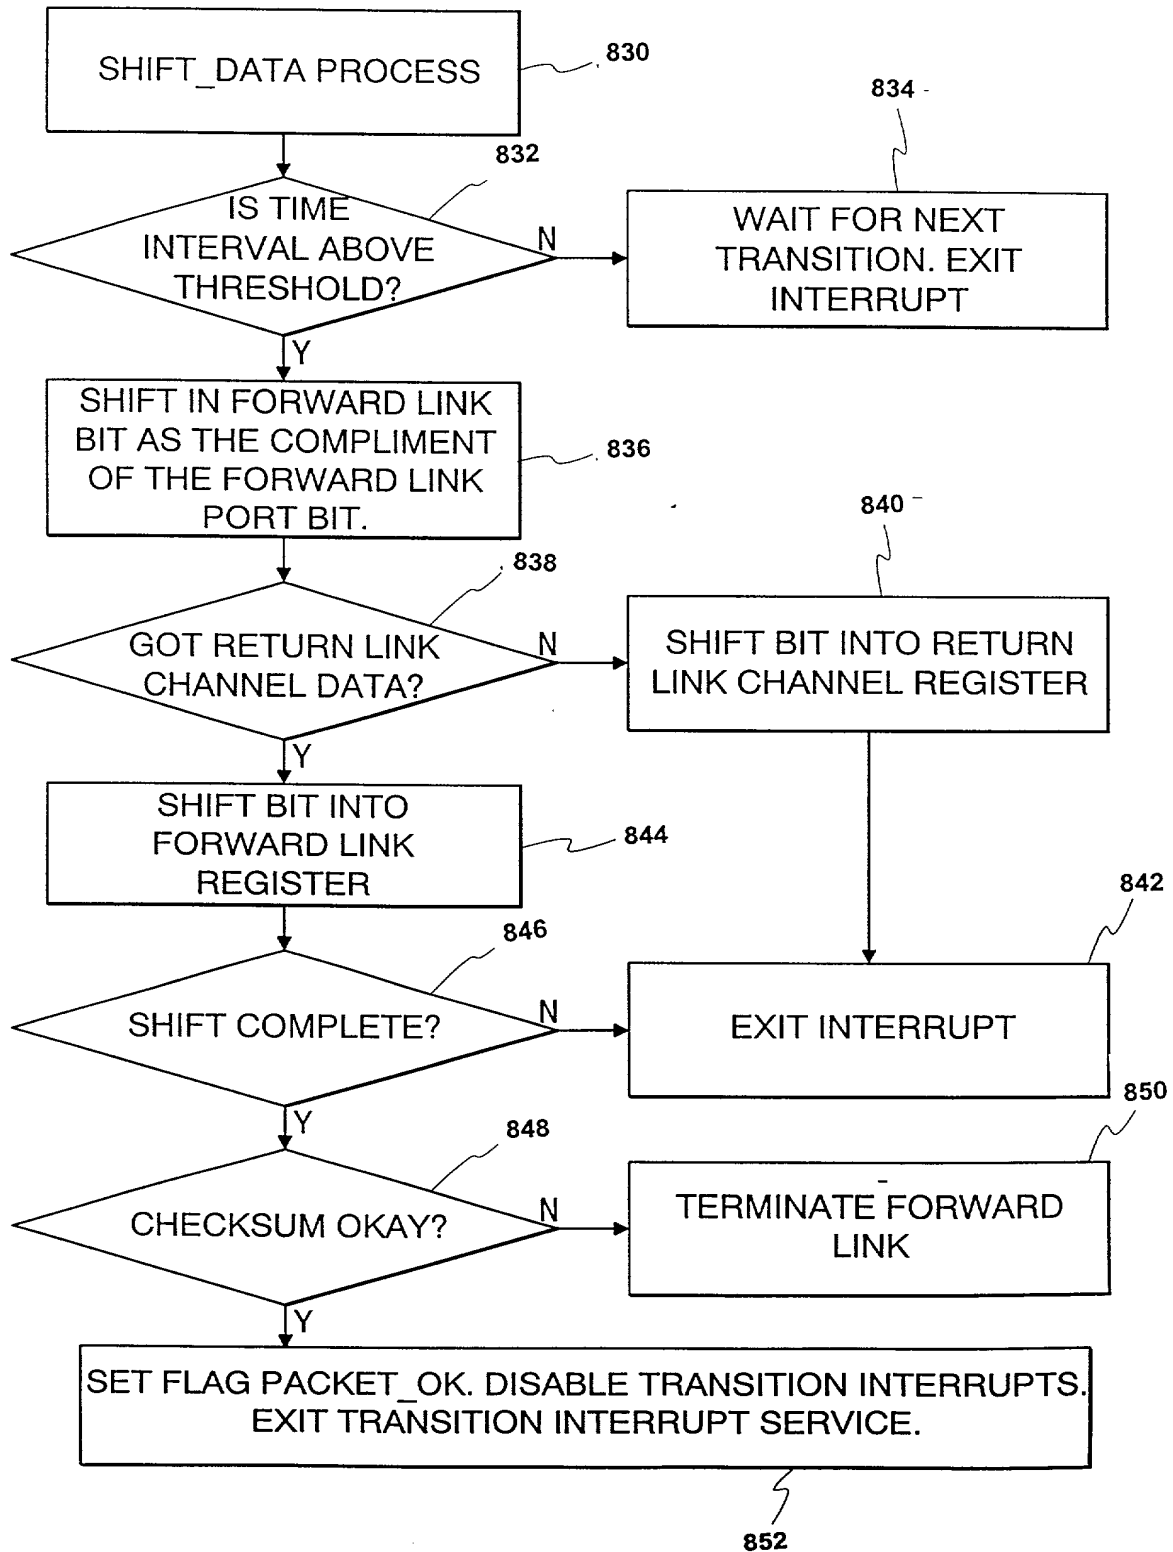 SHIFT_DATA PROCESS
830
834
832
IS TIME
INTERVAL ABOVE
THRESHOLD?
N
WAIT FOR NEXT
TRANSITION. EXIT
INTERRUPT
Y
SHIFT IN FORWARD LINK
BIT AS THE COMPLIMENT
OF THE FORWARD LINK
PORT BIT.
836
840
838
GOT RETURN LINK
CHANNEL DATA?
N
SHIFT BIT INTO RETURN
LINK CHANNEL REGISTER
Y
SHIFT BIT INTO
FORWARD LINK
REGISTER
844
842
846
SHIFT COMPLETE?
N
EXIT INTERRUPT
850
Y
848
CHECKSUM OKAY?
N
TERMINATE FORWARD
LINK
Y
SET FLAG PACKET_OK. DISABLE TRANSITION INTERRUPTS.
EXIT TRANSITION INTERRUPT SERVICE.
852